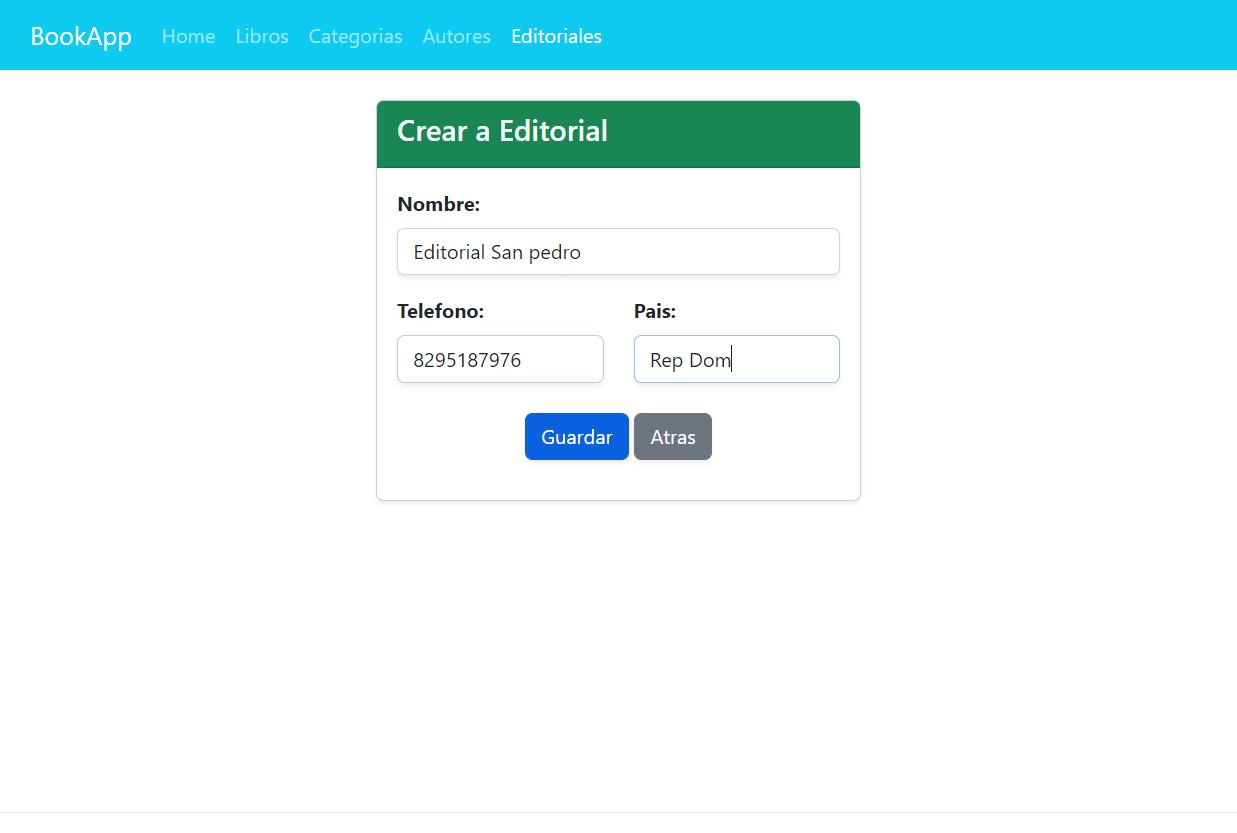 BookApp Home Libros Categorias Autores Editoriales
Crear a Editorial
Nombre:
Editorial San pedro
Telefono: Pais:
8295187976 Rep Dom
Guardar Atras